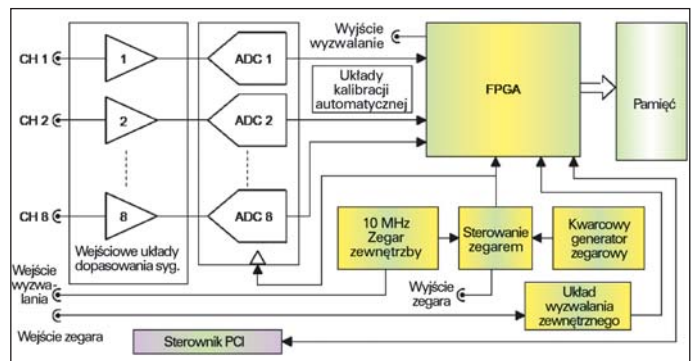 CH 1
1
ADC 1
Wyjście
wyzwalanie
Układy
kalibracji
automatycznej
FPGA
Pamięć
CH 2
2
ADC 2
CH 8
8
ADC 8
Wejściowe układy
dopasowania syg.
10 MHz
Zegar
zewnętrzby
Sterowanie
zegarem
Kwarcowy
generator
zegarowy
Wejście
wyzwa-
lania
Wyjście
zegara
Układ
wyzwalania
zewnętrznego
Wejście zegara
Sterownik PCI